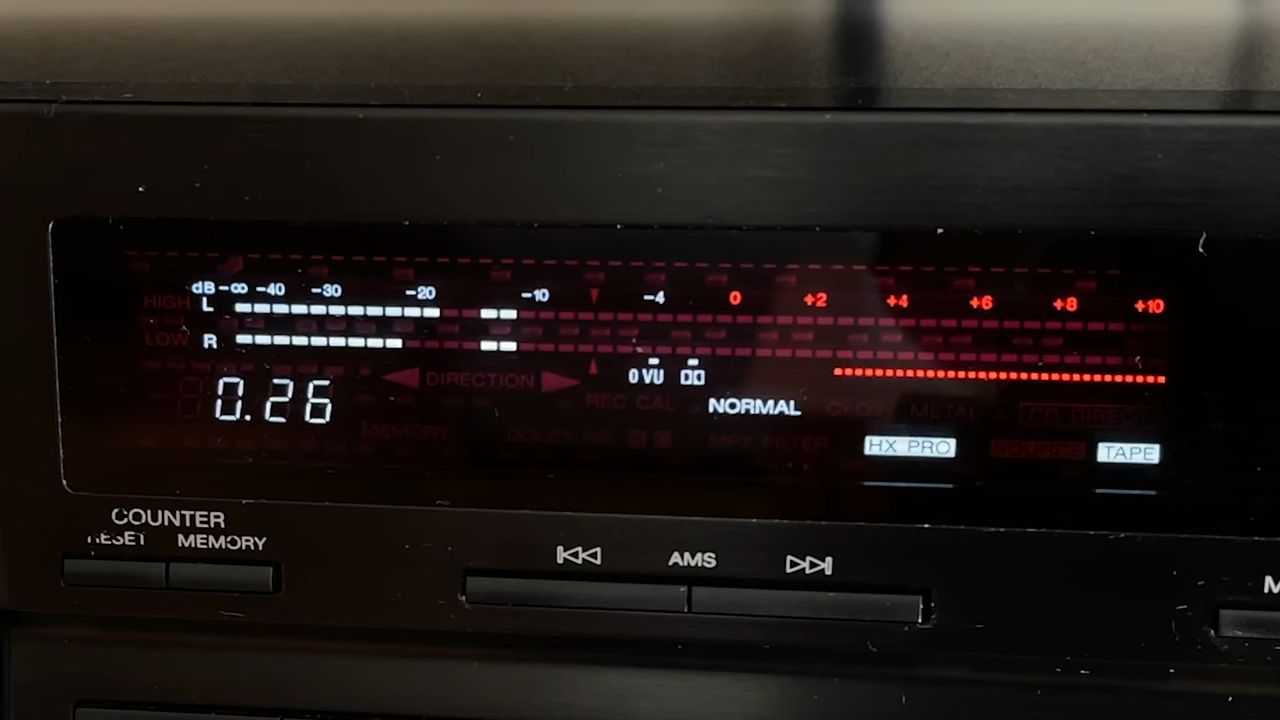 dB -∞ -40 -30 -20 -10 -4 0 +2 +4 +6 +8 +10
HIGH L
LOW R
0 VU
0.26
DIRECTION
REC CAL
NORMAL
CrO2 METAL CD DIRECT
MEMORY DOLBY NR B C MPX FILTER
HX PRO SOURCE TAPE
COUNTER
RESET MEMORY
AMS